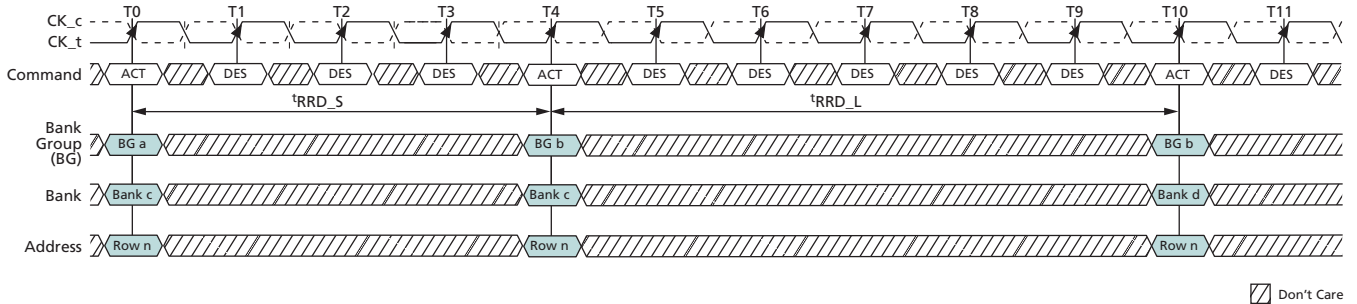 T0 T1 T2 T3 T4 T5 T6 T7 T8 T9 T10 T11
CK_c
CK_t
Command ACT DES DES DES ACT DES DES DES DES DES ACT DES
tRRD_S tRRD_L
Bank
Group
(BG)
BG a BG b BG b
Bank Bank c Bank c Bank d
Address Row n Row n Row n
Don't Care